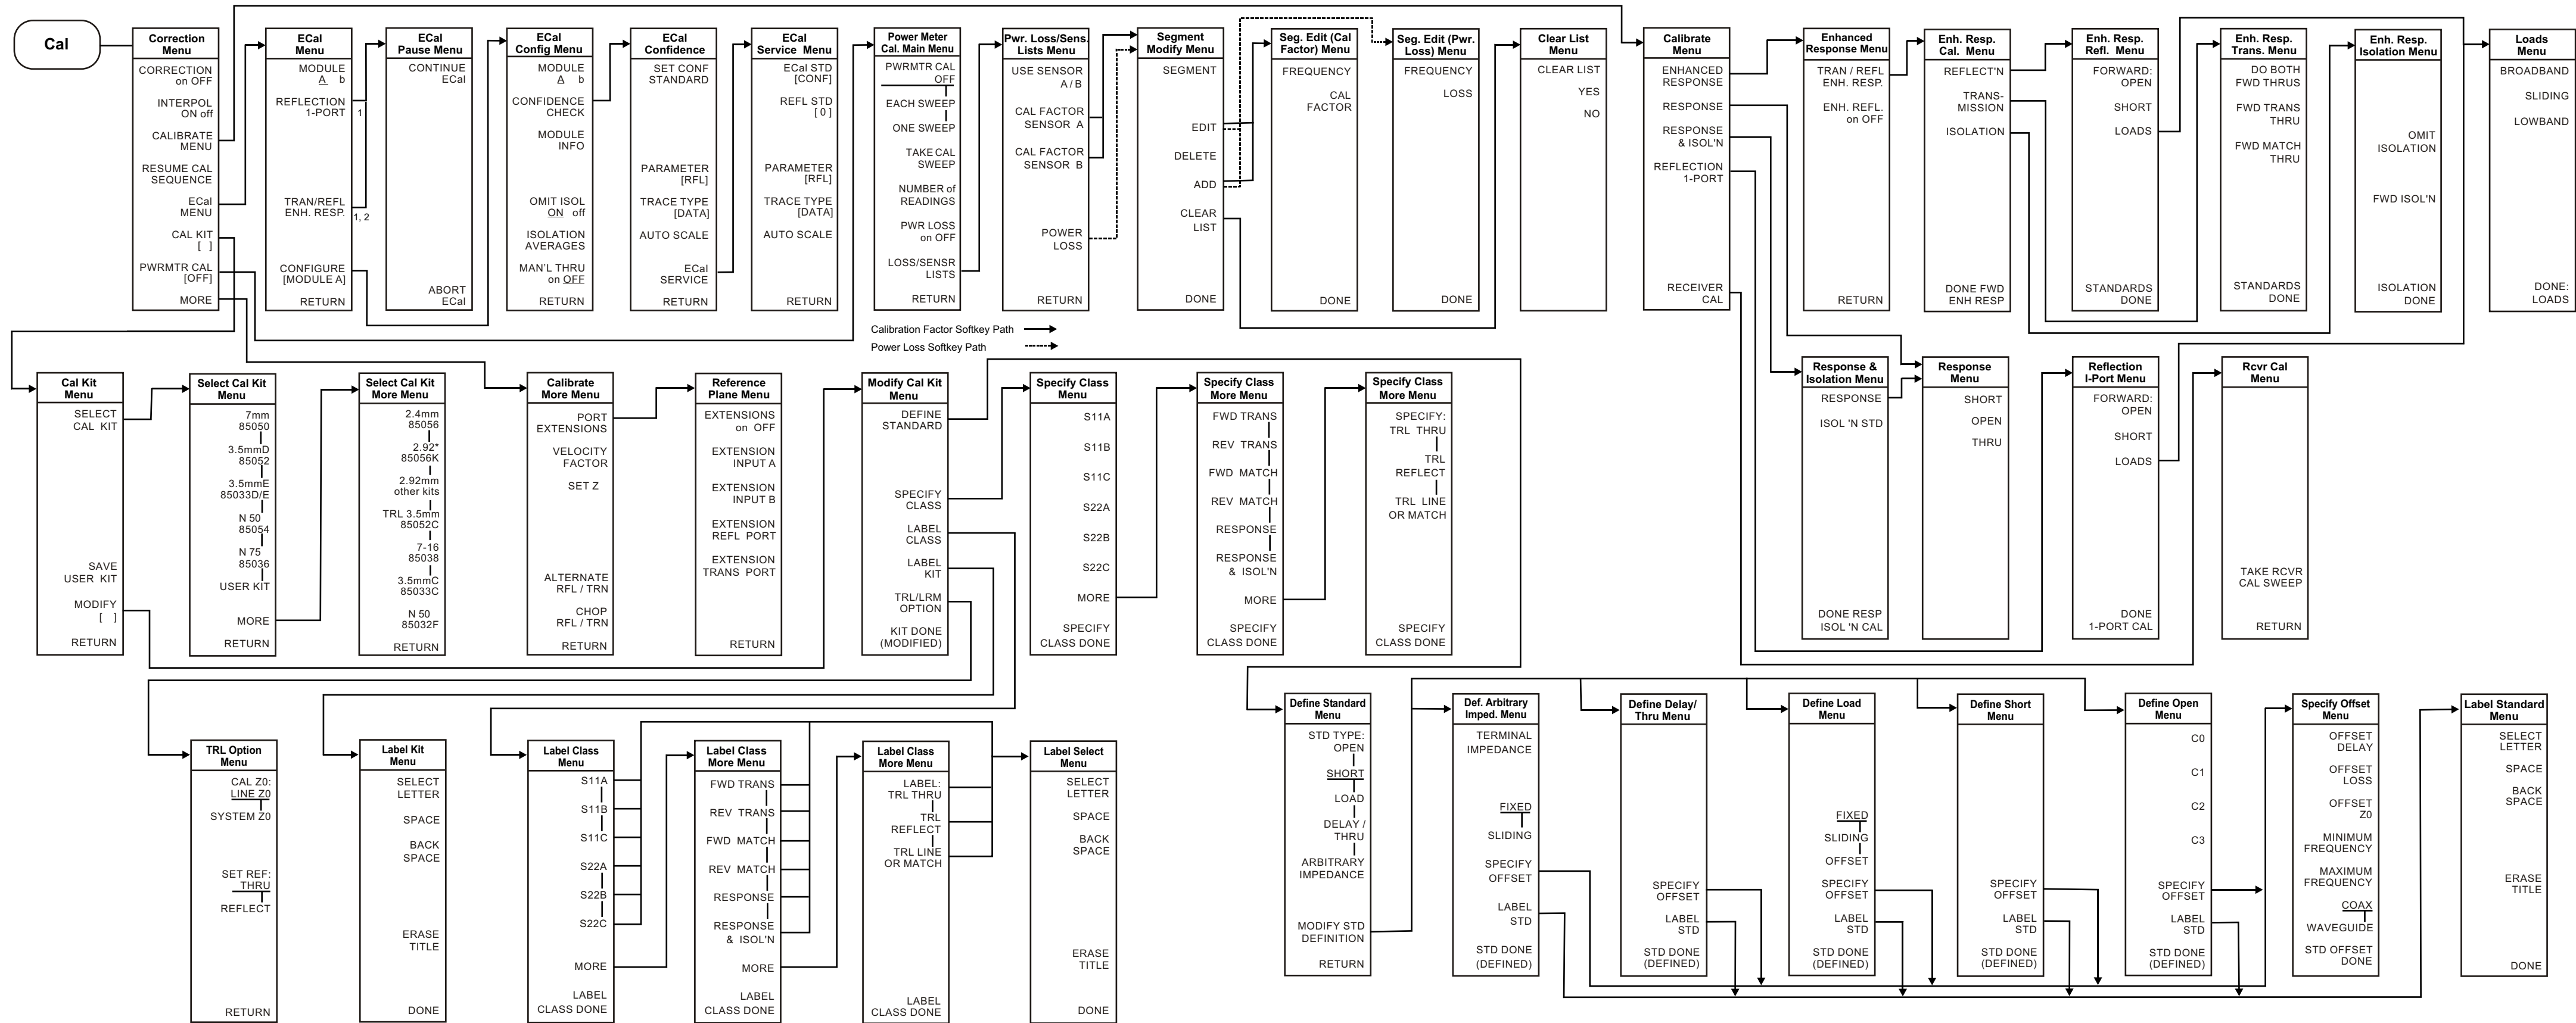 Cal
Correction
Menu
CORRECTION
on OFF
INTERPOL
ON off
CALIBRATE
MENU
RESUME CAL
SEQUENCE
ECal
MENU
CAL KIT
[ ]
PWRMTR CAL
[OFF]
MORE
ECal
Menu
MODULE
A b
REFLECTION
1-PORT
1
TRAN/REFL
ENH. RESP.
1, 2
CONFIGURE
[MODULE A]
RETURN
ECal
Pause Menu
CONTINUE
ECal
ABORT
ECal
ECal
Config Menu
MODULE
A b
CONFIDENCE
CHECK
MODULE
INFO
OMIT ISOL
ON off
ISOLATION
AVERAGES
MAN'L THRU
on OFF
RETURN
ECal
Confidence
SET CONF
STANDARD
PARAMETER
[RFL]
TRACE TYPE
[DATA]
AUTO SCALE
ECal
SERVICE
RETURN
ECal
Service Menu
ECal STD
[CONF]
REFL STD
[ 0 ]
PARAMETER
[RFL]
TRACE TYPE
[DATA]
AUTO SCALE
RETURN
Power Meter
Cal. Main Menu
PWRMTR CAL
OFF
EACH SWEEP
ONE SWEEP
TAKE CAL
SWEEP
NUMBER of
READINGS
PWR LOSS
on OFF
LOSS/SENSR
LISTS
RETURN
Pwr. Loss/Sens.
Lists Menu
USE SENSOR
A / B
CAL FACTOR
SENSOR A
CAL FACTOR
SENSOR B
POWER
LOSS
RETURN
Segment
Modify Menu
SEGMENT
EDIT
DELETE
ADD
CLEAR
LIST
DONE
Seg. Edit (Cal
Factor) Menu
FREQUENCY
CAL
FACTOR
DONE
Seg. Edit (Pwr.
Loss) Menu
FREQUENCY
LOSS
DONE
Clear List
Menu
CLEAR LIST
YES
NO
Calibrate
Menu
ENHANCED
RESPONSE
RESPONSE
RESPONSE
& ISOL'N
REFLECTION
1-PORT
RECEIVER
CAL
Enhanced
Response Menu
TRAN / REFL
ENH. RESP.
ENH. REFL.
on OFF
RETURN
Enh. Resp.
Cal. Menu
REFLECT'N
TRANS-
MISSION
ISOLATION
DONE FWD
ENH RESP
Enh. Resp.
Refl. Menu
FORWARD:
OPEN
SHORT
LOADS
STANDARDS
DONE
Enh. Resp.
Trans. Menu
DO BOTH
FWD THRUS
FWD TRANS
THRU
FWD MATCH
THRU
STANDARDS
DONE
Enh. Resp.
Isolation Menu
OMIT
ISOLATION
FWD ISOL'N
ISOLATION
DONE
Loads
Menu
BROADBAND
SLIDING
LOWBAND
DONE:
LOADS
Calibration Factor Softkey Path
Power Loss Softkey Path
Cal Kit
Menu
SELECT
CAL KIT
SAVE
USER KIT
MODIFY
[ ]
RETURN
Select Cal Kit
Menu
7mm
85050
3.5mmD
85052
3.5mmE
85033D/E
N 50
85054
N 75
85036
USER KIT
MORE
RETURN
Select Cal Kit
More Menu
2.4mm
85056
2.92*
85056K
2.92mm
other kits
TRL 3.5mm
85052C
7-16
85038
3.5mmC
85033C
N 50
85032F
RETURN
Calibrate
More Menu
PORT
EXTENSIONS
VELOCITY
FACTOR
SET Z
ALTERNATE
RFL / TRN
CHOP
RFL / TRN
RETURN
Reference
Plane Menu
EXTENSIONS
on OFF
EXTENSION
INPUT A
EXTENSION
INPUT B
EXTENSION
REFL PORT
EXTENSION
TRANS PORT
RETURN
Modify Cal Kit
Menu
DEFINE
STANDARD
SPECIFY
CLASS
LABEL
CLASS
LABEL
KIT
TRL/LRM
OPTION
KIT DONE
(MODIFIED)
Specify Class
Menu
S11A
S11B
S11C
S22A
S22B
S22C
MORE
SPECIFY
CLASS DONE
Specify Class
More Menu
FWD TRANS
REV TRANS
FWD MATCH
REV MATCH
RESPONSE
RESPONSE
& ISOL'N
MORE
SPECIFY
CLASS DONE
Specify Class
More Menu
SPECIFY:
TRL THRU
TRL
REFLECT
TRL LINE
OR MATCH
SPECIFY
CLASS DONE
Response &
Isolation Menu
RESPONSE
ISOL 'N STD
DONE RESP
ISOL 'N CAL
Response
Menu
SHORT
OPEN
THRU
Reflection
I-Port Menu
FORWARD:
OPEN
SHORT
LOADS
DONE
1-PORT CAL
Rcvr Cal
Menu
TAKE RCVR
CAL SWEEP
RETURN
TRL Option
Menu
CAL Z0:
LINE Z0
SYSTEM Z0
SET REF:
THRU
REFLECT
RETURN
Label Kit
Menu
SELECT
LETTER
SPACE
BACK
SPACE
ERASE
TITLE
DONE
Label Class
Menu
S11A
S11B
S11C
S22A
S22B
S22C
MORE
LABEL
CLASS DONE
Label Class
More Menu
FWD TRANS
REV TRANS
FWD MATCH
REV MATCH
RESPONSE
RESPONSE
& ISOL'N
MORE
LABEL
CLASS DONE
Label Class
More Menu
LABEL:
TRL THRU
TRL
REFLECT
TRL LINE
OR MATCH
LABEL
CLASS DONE
Label Select
Menu
SELECT
LETTER
SPACE
BACK
SPACE
ERASE
TITLE
DONE
Define Standard
Menu
STD TYPE:
OPEN
SHORT
LOAD
DELAY /
THRU
ARBITRARY
IMPEDANCE
MODIFY STD
DEFINITION
RETURN
Def. Arbitrary
Imped. Menu
TERMINAL
IMPEDANCE
FIXED
SLIDING
SPECIFY
OFFSET
LABEL
STD
STD DONE
(DEFINED)
Define Delay/
Thru Menu
SPECIFY
OFFSET
LABEL
STD
STD DONE
(DEFINED)
Define Load
Menu
FIXED
SLIDING
OFFSET
SPECIFY
OFFSET
LABEL
STD
STD DONE
(DEFINED)
Define Short
Menu
SPECIFY
OFFSET
LABEL
STD
STD DONE
(DEFINED)
Define Open
Menu
C0
C1
C2
C3
SPECIFY
OFFSET
LABEL
STD
STD DONE
(DEFINED)
Specify Offset
Menu
OFFSET
DELAY
OFFSET
LOSS
OFFSET
Z0
MINIMUM
FREQUENCY
MAXIMUM
FREQUENCY
COAX
WAVEGUIDE
STD OFFSET
DONE
Label Standard
Menu
SELECT
LETTER
SPACE
BACK
SPACE
ERASE
TITLE
DONE